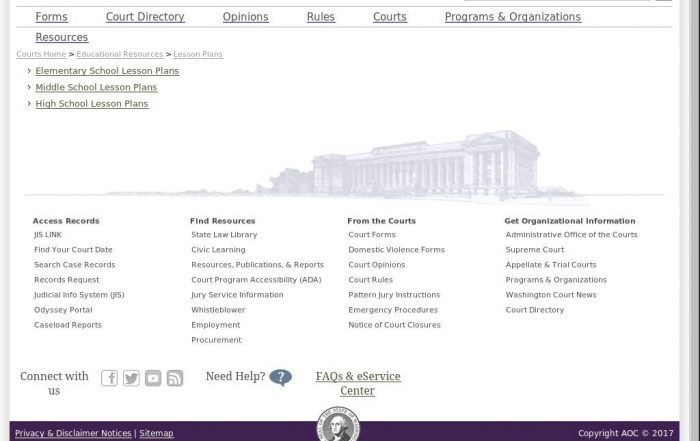 Forms Court Directory Opinions Rules Courts Programs & Organizations
Resources
Courts Home > Educational Resources > Lesson Plans
› Elementary School Lesson Plans
› Middle School Lesson Plans
› High School Lesson Plans
Access Records
JIS LINK
Find Your Court Date
Search Case Records
Records Request
Judicial Info System (JIS)
Odyssey Portal
Caseload Reports
Find Resources
State Law Library
Civic Learning
Resources, Publications, & Reports
Court Program Accessibility (ADA)
Jury Service Information
Whistleblower
Employment
Procurement
From the Courts
Court Forms
Domestic Violence Forms
Court Opinions
Court Rules
Pattern Jury Instructions
Emergency Procedures
Notice of Court Closures
Get Organizational Information
Administrative Office of the Courts
Supreme Court
Appellate & Trial Courts
Programs & Organizations
Washington Court News
Court Directory
Connect with
us
Need Help? ?
FAQs & eService
Center
Privacy & Disclaimer Notices | Sitemap
Copyright AOC © 2017